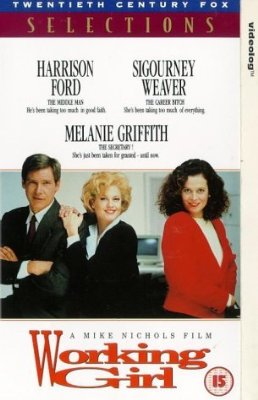 TWENTIETH CENTURY FOX
SELECTIONS
videolog™
HARRISON
FORD
THE MIDDLE MAN
He's been taking too much in good faith.
SIGOURNEY
WEAVER
THE CAREER BITCH
She's been taking too much of everything.
MELANIE GRIFFITH
THE SECRETARY!
She's just been taken for granted - until now.
A MIKE NICHOLS FILM
Working
Girl
15